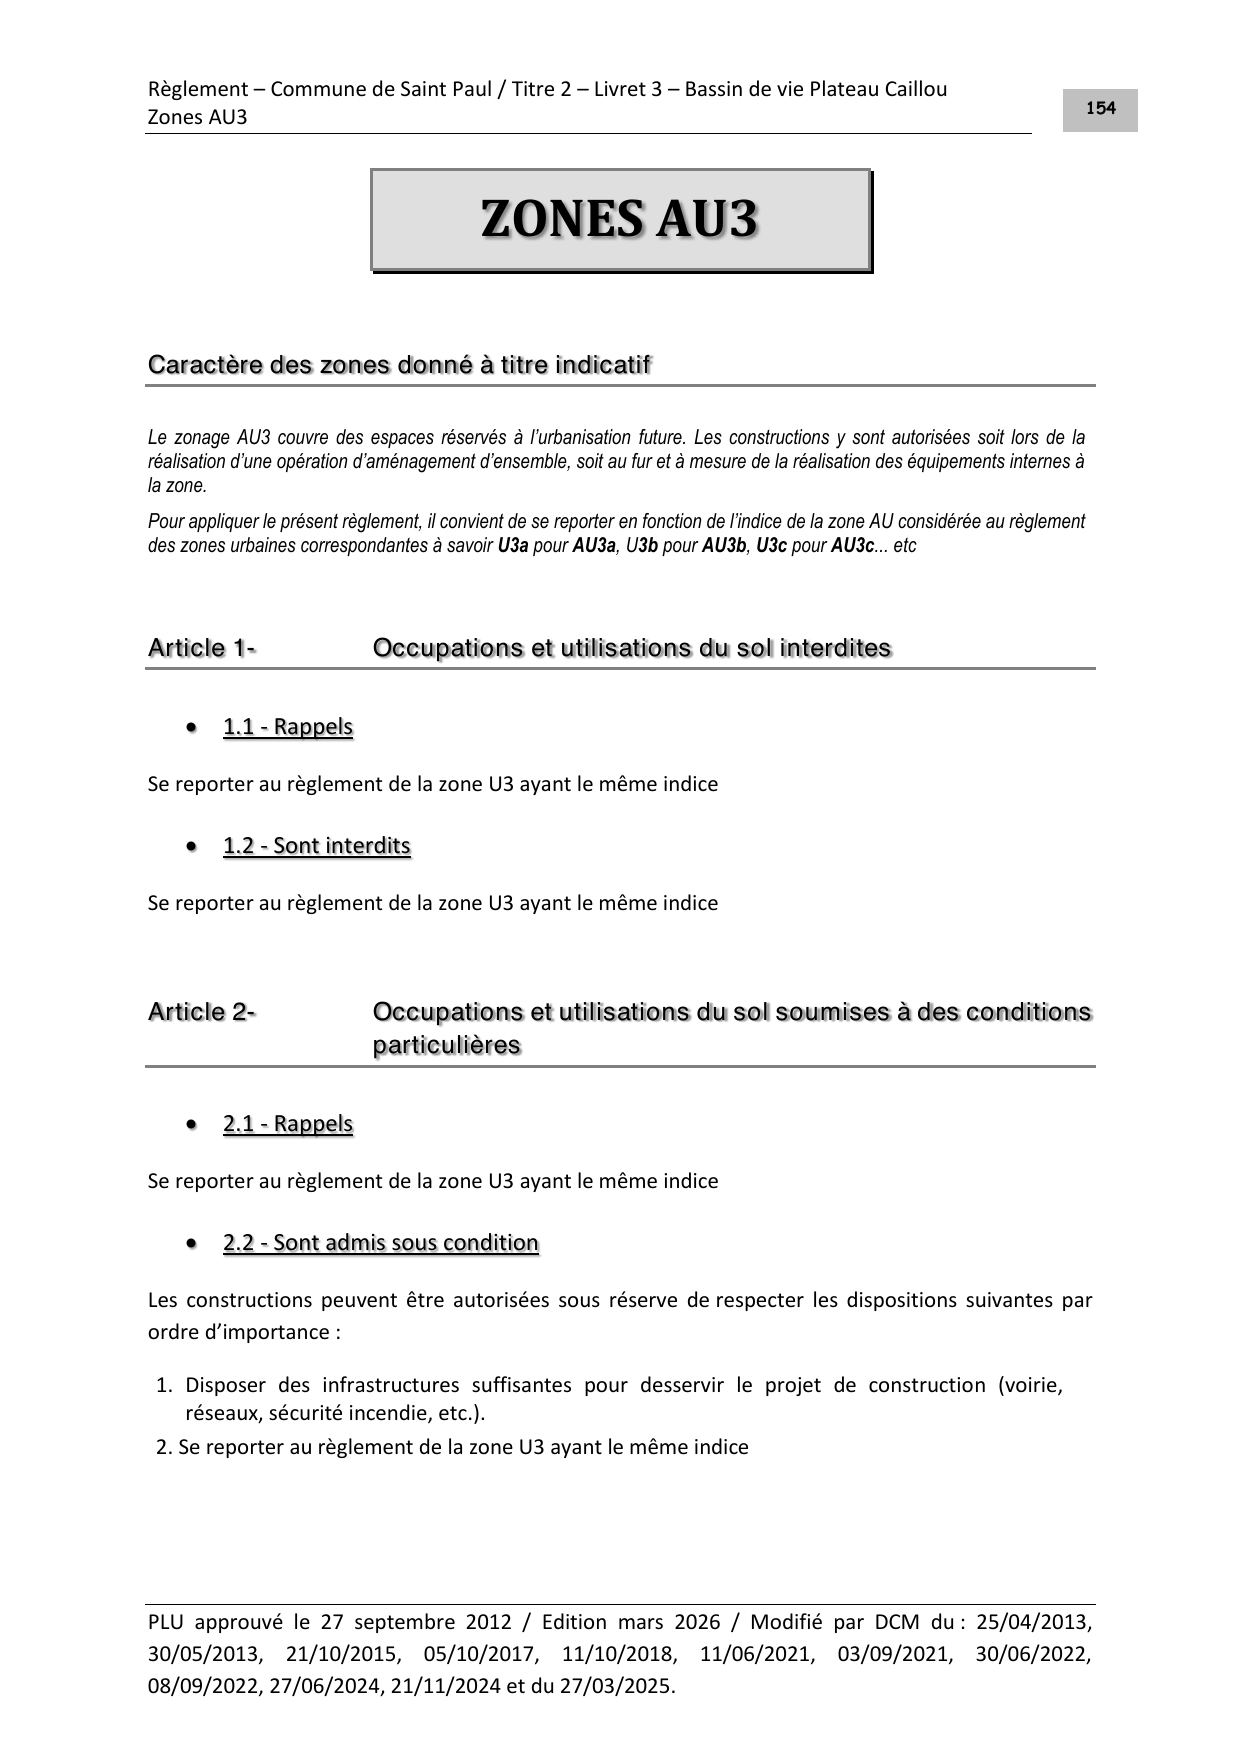 Règlement – Commune de Saint Paul / Titre 2 – Livret 3 – Bassin de vie Plateau Caillou
Zones AU3
154
ZONES AU3
Caractère des zones donné à titre indicatif
Le zonage AU3 couvre des espaces réservés à l’urbanisation future. Les constructions y sont autorisées soit lors de la
réalisation d’une opération d’aménagement d’ensemble, soit au fur et à mesure de la réalisation des équipements internes à
la zone.
Pour appliquer le présent règlement, il convient de se reporter en fonction de l’indice de la zone AU considérée au règlement
des zones urbaines correspondantes à savoir U3a pour AU3a, U3b pour AU3b, U3c pour AU3c... etc
Article 1- Occupations et utilisations du sol interdites
• 1.1 - Rappels
Se reporter au règlement de la zone U3 ayant le même indice
• 1.2 - Sont interdits
Se reporter au règlement de la zone U3 ayant le même indice
Article 2- Occupations et utilisations du sol soumises à des conditions
particulières
• 2.1 - Rappels
Se reporter au règlement de la zone U3 ayant le même indice
• 2.2 - Sont admis sous condition
Les constructions peuvent être autorisées sous réserve de respecter les dispositions suivantes par
ordre d’importance :
1. Disposer des infrastructures suffisantes pour desservir le projet de construction (voirie,
réseaux, sécurité incendie, etc.).
2. Se reporter au règlement de la zone U3 ayant le même indice
PLU approuvé le 27 septembre 2012 / Edition mars 2026 / Modifié par DCM du : 25/04/2013,
30/05/2013, 21/10/2015, 05/10/2017, 11/10/2018, 11/06/2021, 03/09/2021, 30/06/2022,
08/09/2022, 27/06/2024, 21/11/2024 et du 27/03/2025.